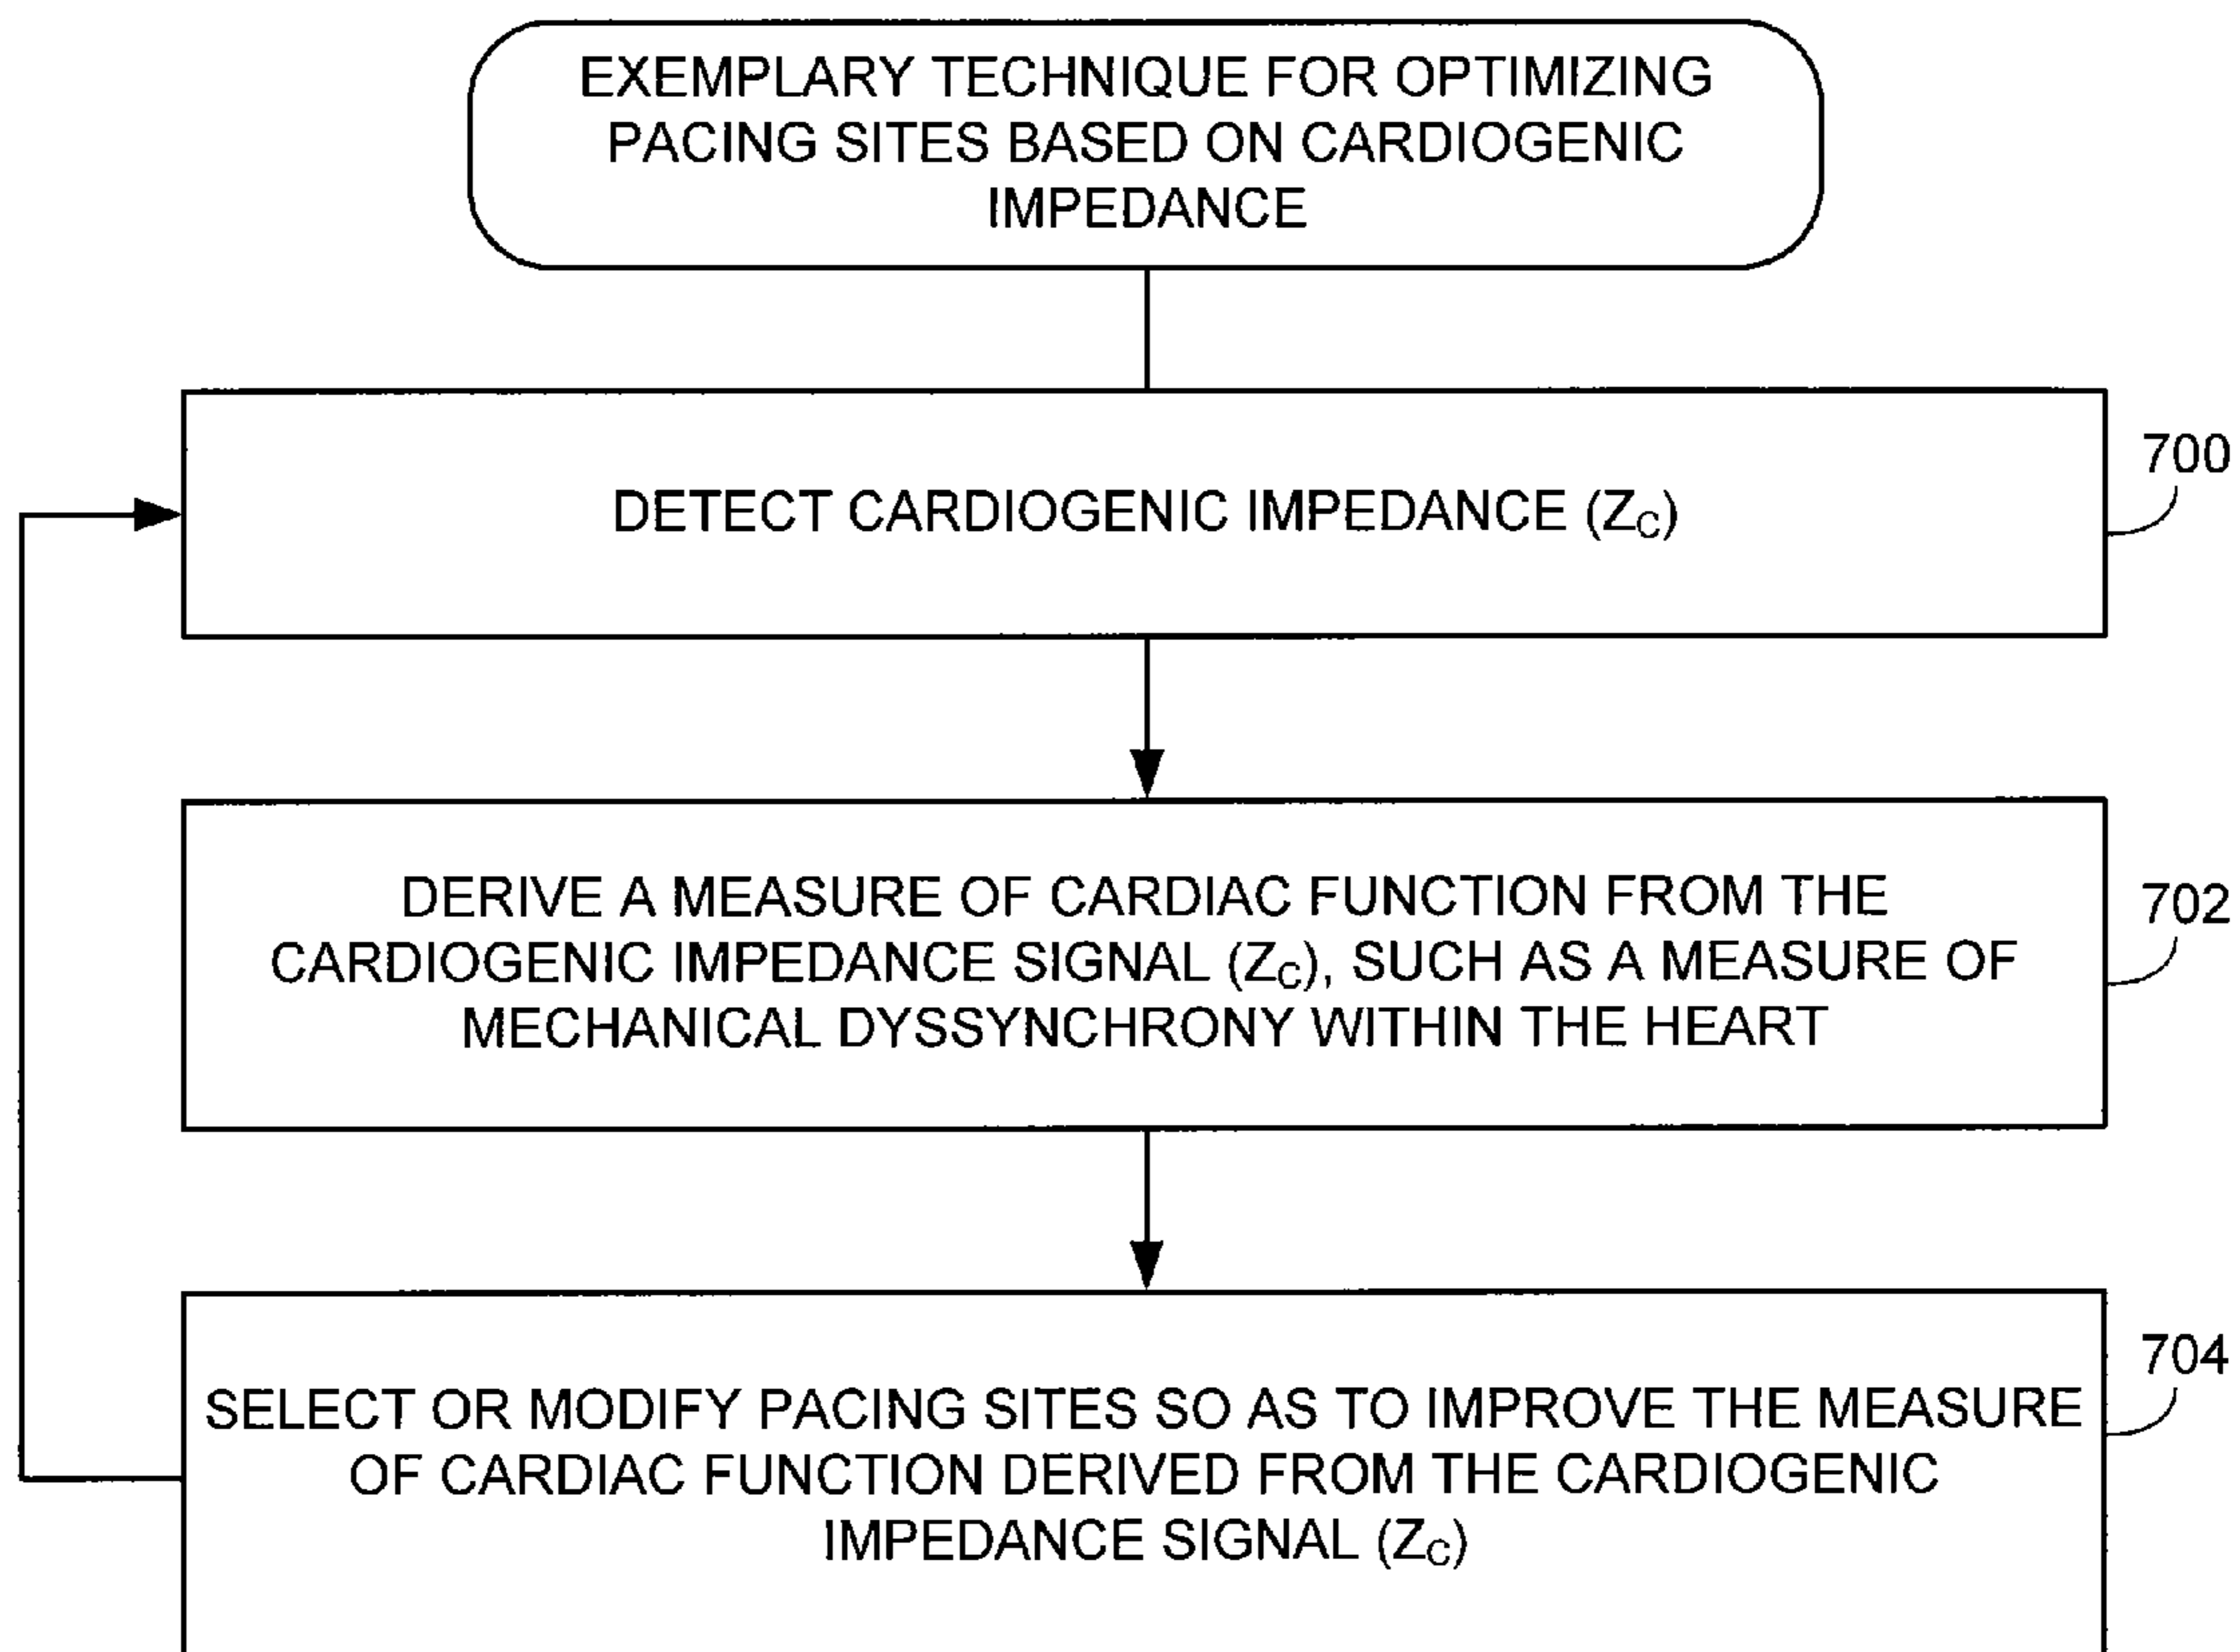 EXEMPLARY TECHNIQUE FOR OPTIMIZING
PACING SITES BASED ON CARDIOGENIC
IMPEDANCE
700
DETECT CARDIOGENIC IMPEDANCE (ZC)
702
DERIVE A MEASURE OF CARDIAC FUNCTION FROM THE
CARDIOGENIC IMPEDANCE SIGNAL (ZC), SUCH AS A MEASURE OF
MECHANICAL DYSSYNCHRONY WITHIN THE HEART
704
SELECT OR MODIFY PACING SITES SO AS TO IMPROVE THE MEASURE
OF CARDIAC FUNCTION DERIVED FROM THE CARDIOGENIC
IMPEDANCE SIGNAL (ZC)